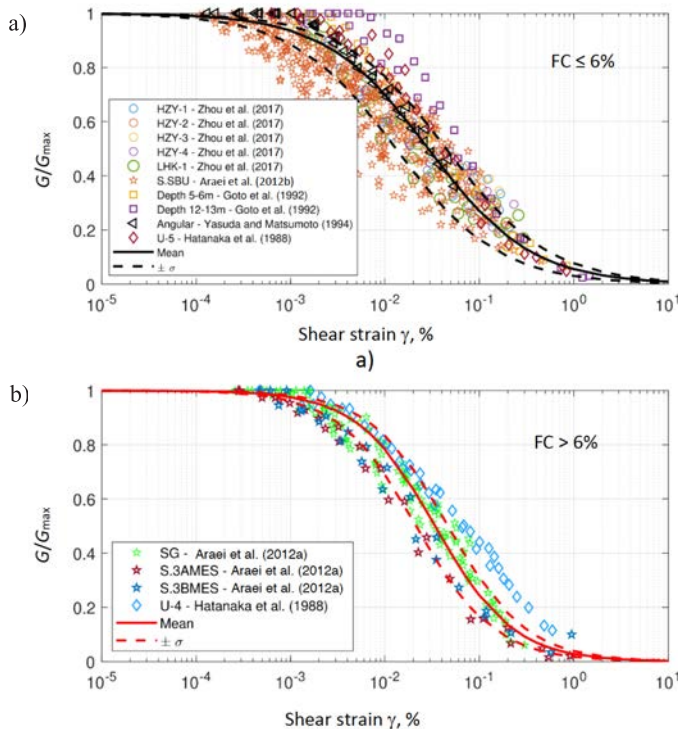 a)
1
0.8
0.6
0.4
0.2
0
G/Gmax
FC ≤ 6%
HZY-1 - Zhou et al. (2017)
HZY-2 - Zhou et al. (2017)
HZY-3 - Zhou et al. (2017)
HZY-4 - Zhou et al. (2017)
LHK-1 - Zhou et al. (2017)
S.SBU - Araei et al. (2012b)
Depth 5-6m - Goto et al. (1992)
Depth 12-13m - Goto et al. (1992)
Angular - Yasuda and Matsumoto (1994)
U-5 - Hatanaka et al. (1988)
Mean
± σ
10⁻⁵ 10⁻⁴ 10⁻³ 10⁻² 10⁻¹ 10⁰ 10¹
Shear strain γ, %
a)
b)
1
0.8
0.6
0.4
0.2
0
G/Gmax
FC > 6%
SG - Araei et al. (2012a)
S.3AMES - Araei et al. (2012a)
S.3BMES - Araei et al. (2012a)
U-4 - Hatanaka et al. (1988)
Mean
± σ
10⁻⁵ 10⁻⁴ 10⁻³ 10⁻² 10⁻¹ 10⁰ 10¹
Shear strain γ, %